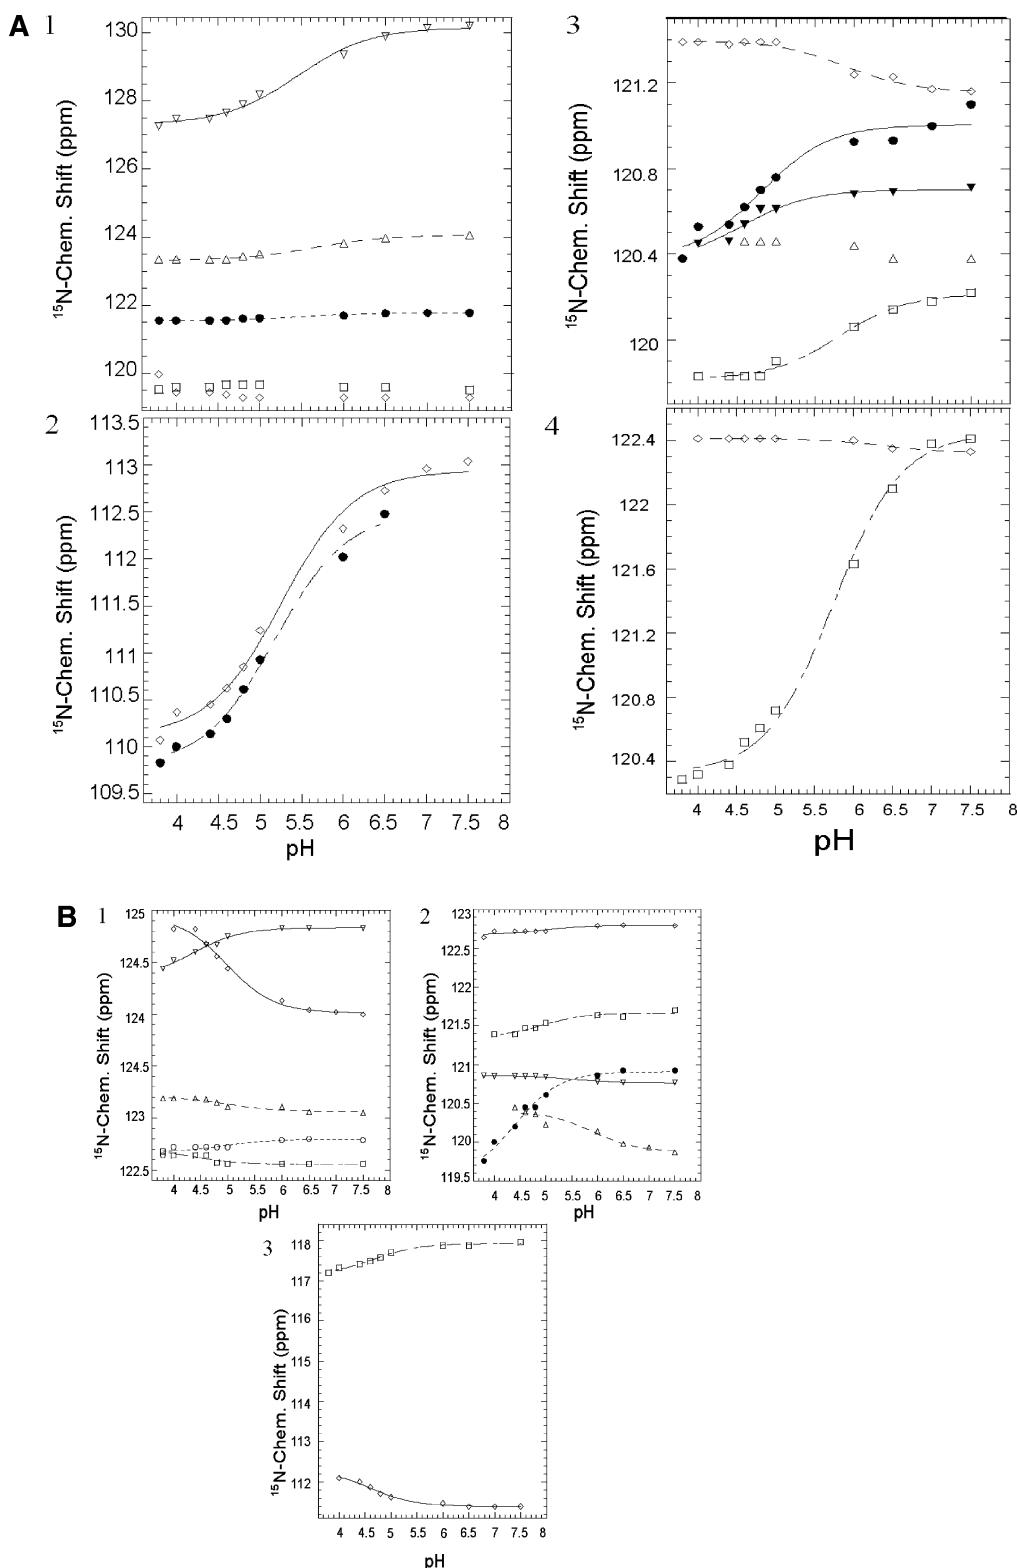 A 1
130
128
126
124
122
120
¹⁵N-Chem. Shift (ppm)
3
121.2
120.8
120.4
120
¹⁵N-Chem. Shift (ppm)
2
113.5
113
112.5
112
111.5
111
110.5
110
109.5
¹⁵N-Chem. Shift (ppm)
4 4.5 5 5.5 6 6.5 7 7.5 8
pH
4
122.4
122
121.6
121.2
120.8
120.4
¹⁵N-Chem. Shift (ppm)
4 4.5 5 5.5 6 6.5 7 7.5 8
pH
B 1
125
124.5
124
124.5
123
122.5
¹⁵N-Chem. Shift (ppm)
4 4.5 5 5.5 6 6.5 7 7.5 8
pH
2
123
122.5
122
121.5
121
120.5
120
119.5
¹⁵N-Chem. Shift (ppm)
4 4.5 5 5.5 6 6.5 7 7.5 8
pH
3
118
117
116
115
114
113
112
¹⁵N-Chem. Shift (ppm)
4 4.5 5 5.5 6 6.5 7 7.5 8
pH